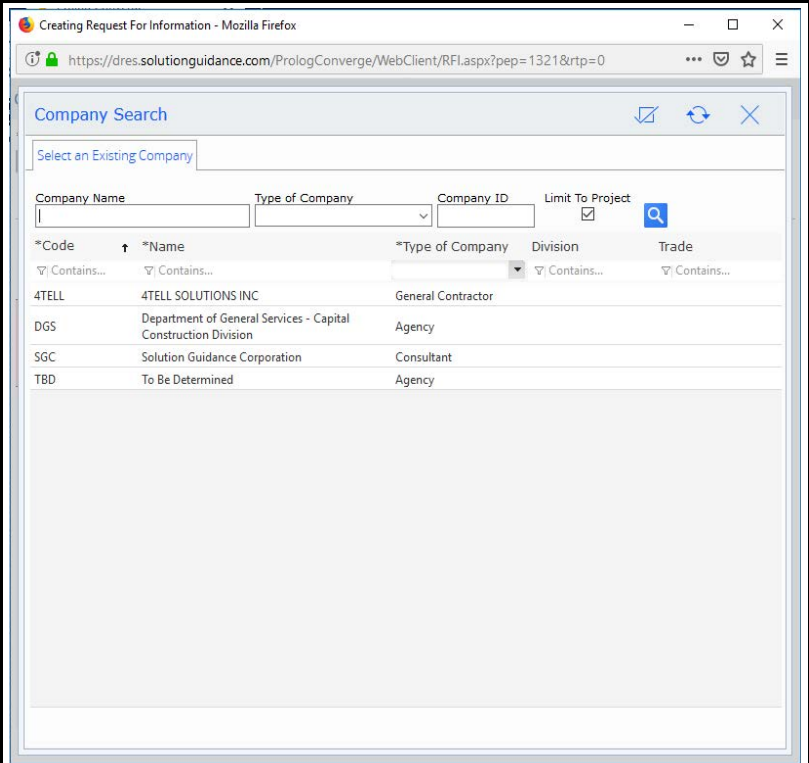 Creating Request For Information - Mozilla Firefox
https://dres.solutionguidance.com/PrologConverge/WebClient/RFI.aspx?pep=1321&rtp=0
Company Search
Select an Existing Company
Company Name Type of Company Company ID Limit To Project
*Code *Name *Type of Company Division Trade
Contains... Contains... Contains... Contains...
4TELL 4TELL SOLUTIONS INC General Contractor
DGS Department of General Services - Capital Construction Division Agency
SGC Solution Guidance Corporation Consultant
TBD To Be Determined Agency